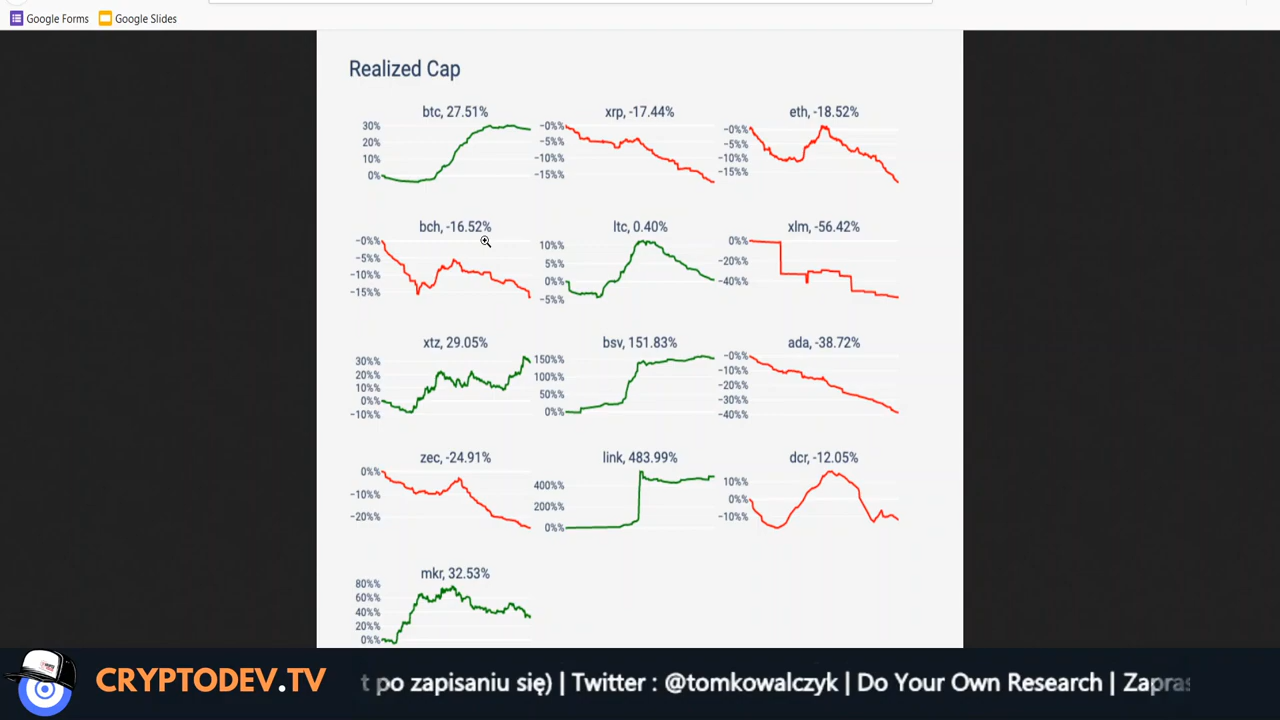 Google Forms Google Slides
Realized Cap
btc, 27.51% xrp, -17.44% eth, -18.52%
30% −0%% −0%%
20% −5%% −5%%
10% −10%% −10%%
0%% −15%% −15%%
bch, -16.52% ltc, 0.40% xlm, -56.42%
−0%% 10%% 0%%
−5%% 5%% −20%%
−10%% 0%% −40%%
−15%% −5%%
xtz, 29.05% bsv, 151.83% ada, -38.72%
30%% 150%% −0%%
20%% 100%% −10%%
10%% 50%% −20%%
0%% 0%% −30%%
−10%% −40%%
zec, -24.91% link, 483.99% dcr, -12.05%
0%% 400%% 10%%
−10%% 200%% 0%%
−20%% 0%% −10%%
mkr, 32.53%
80%%
60%%
40%%
20%%
0%%
CRYPTODEV.TV
t po zapisaniu się) | Twitter : @tomkowalczyk | Do Your Own Research | Zapras